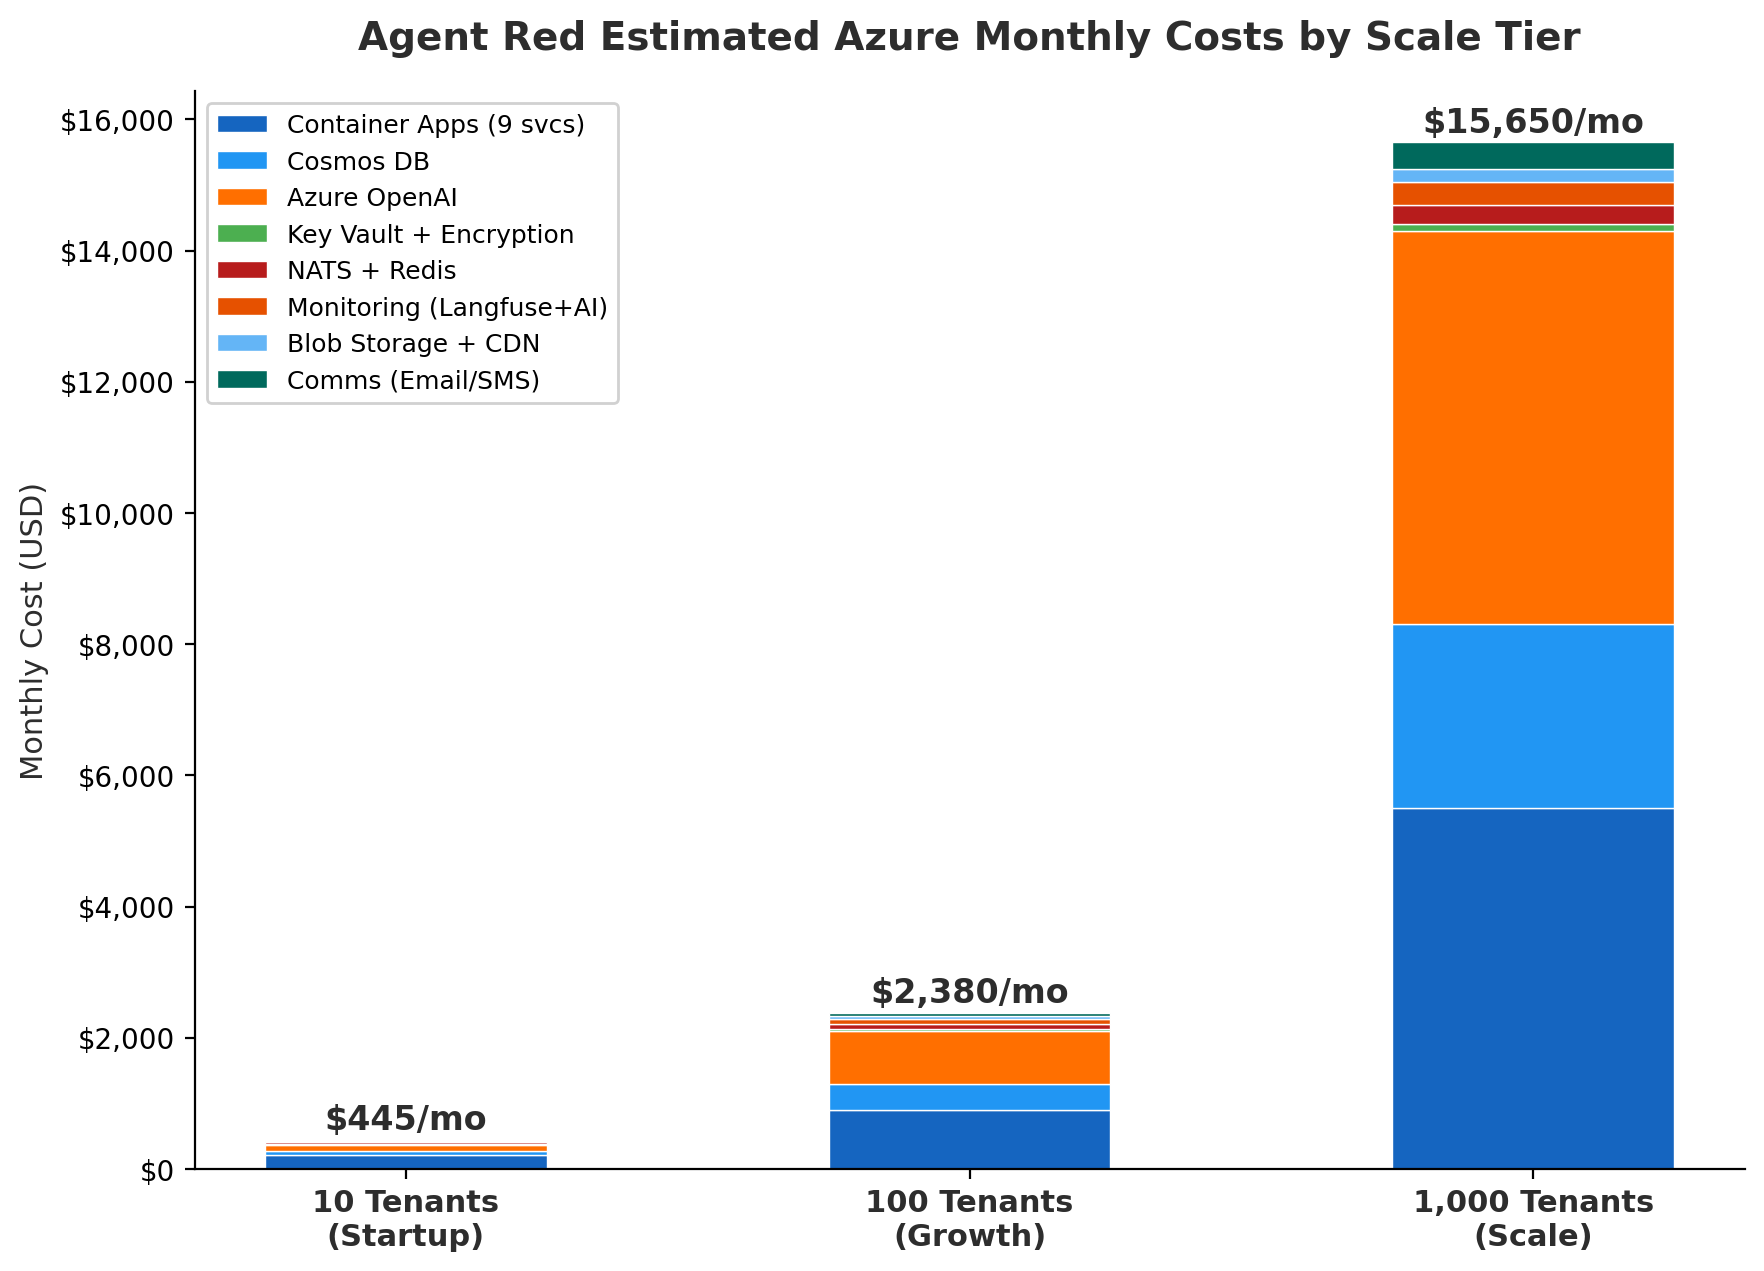 Agent Red Estimated Azure Monthly Costs by Scale Tier
Monthly Cost (USD)
$16,000
$14,000
$12,000
$10,000
$8,000
$6,000
$4,000
$2,000
$0
Container Apps (9 svcs)
Cosmos DB
Azure OpenAI
Key Vault + Encryption
NATS + Redis
Monitoring (Langfuse+AI)
Blob Storage + CDN
Comms (Email/SMS)
$445/mo
$2,380/mo
$15,650/mo
10 Tenants
(Startup)
100 Tenants
(Growth)
1,000 Tenants
(Scale)